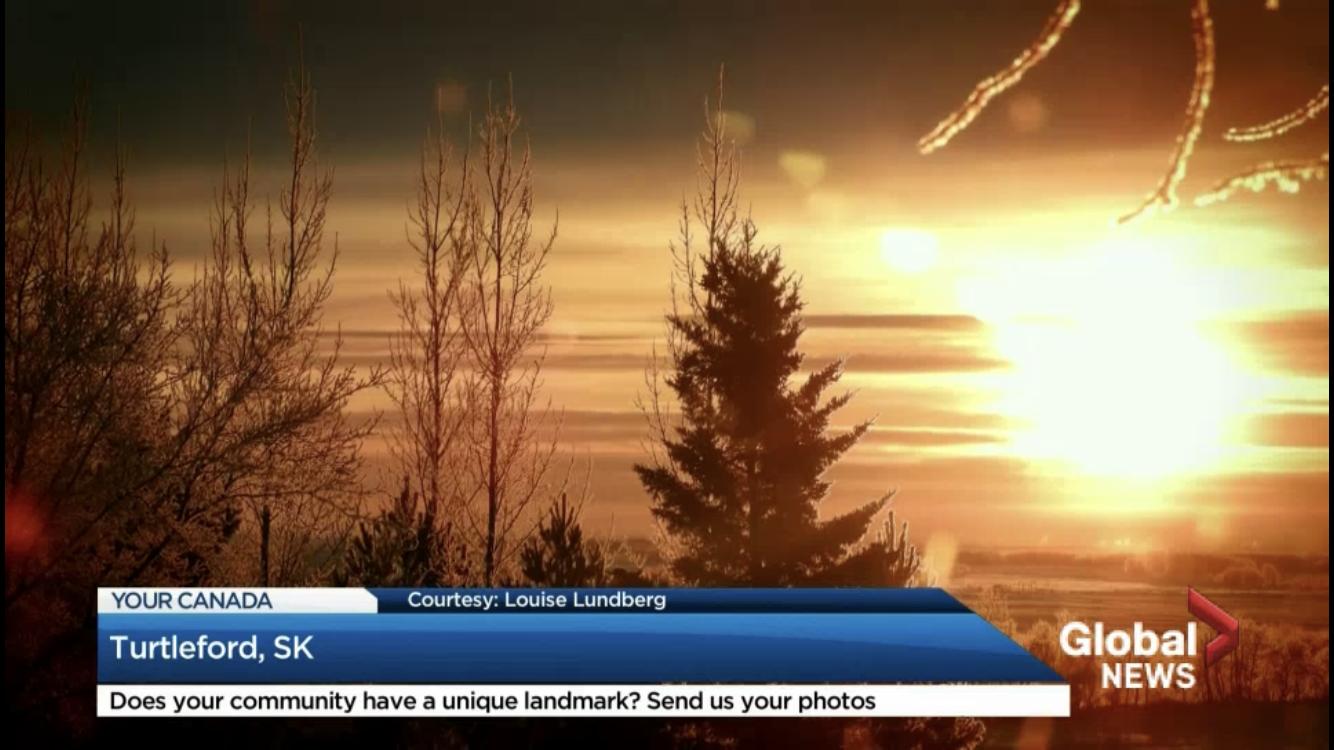 YOUR CANADA
Courtesy: Louise Lundberg
Turtleford, SK
Does your community have a unique landmark? Send us your photos
Global
NEWS